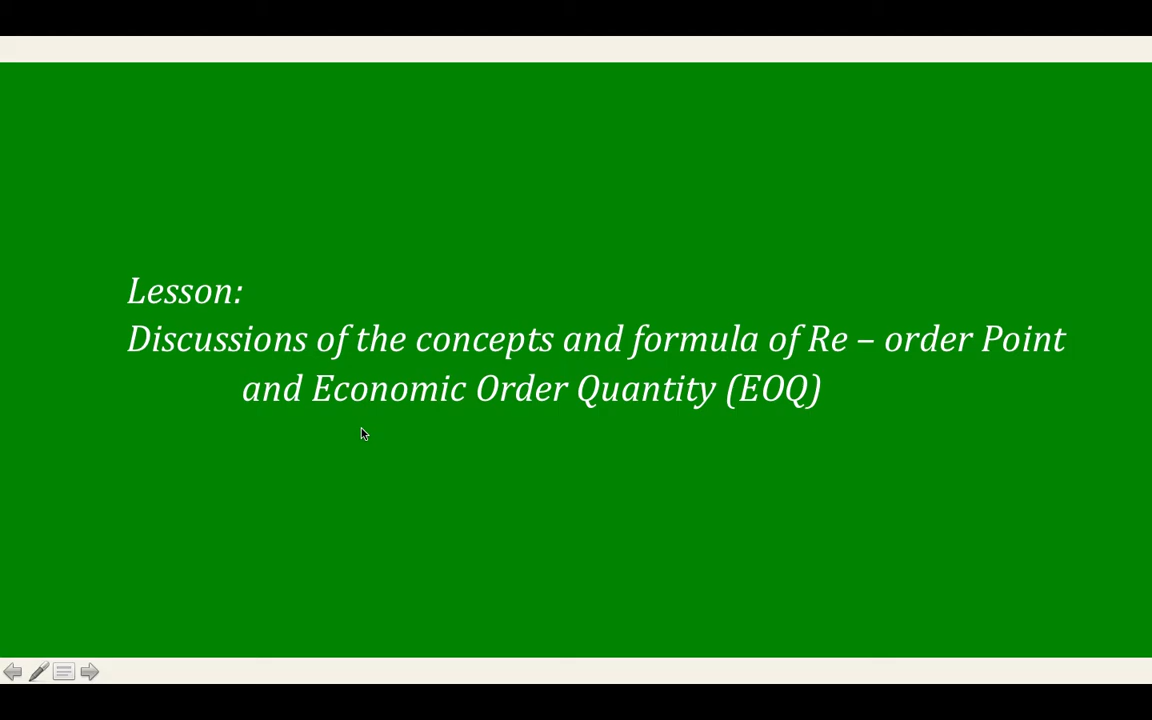 Lesson:
Discussions of the concepts and formula of Re – order Point
and Economic Order Quantity (EOQ)